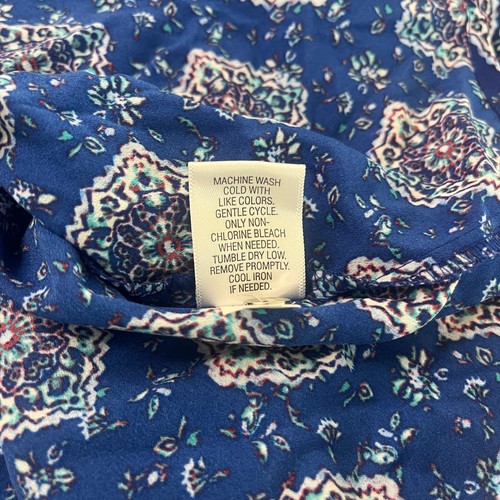 MACHINE WASH
COLD WITH
LIKE COLORS.
GENTLE CYCLE.
ONLY NON-
CHLORINE BLEACH
WHEN NEEDED.
TUMBLE DRY LOW.
REMOVE PROMPTLY.
COOL IRON
IF NEEDED.